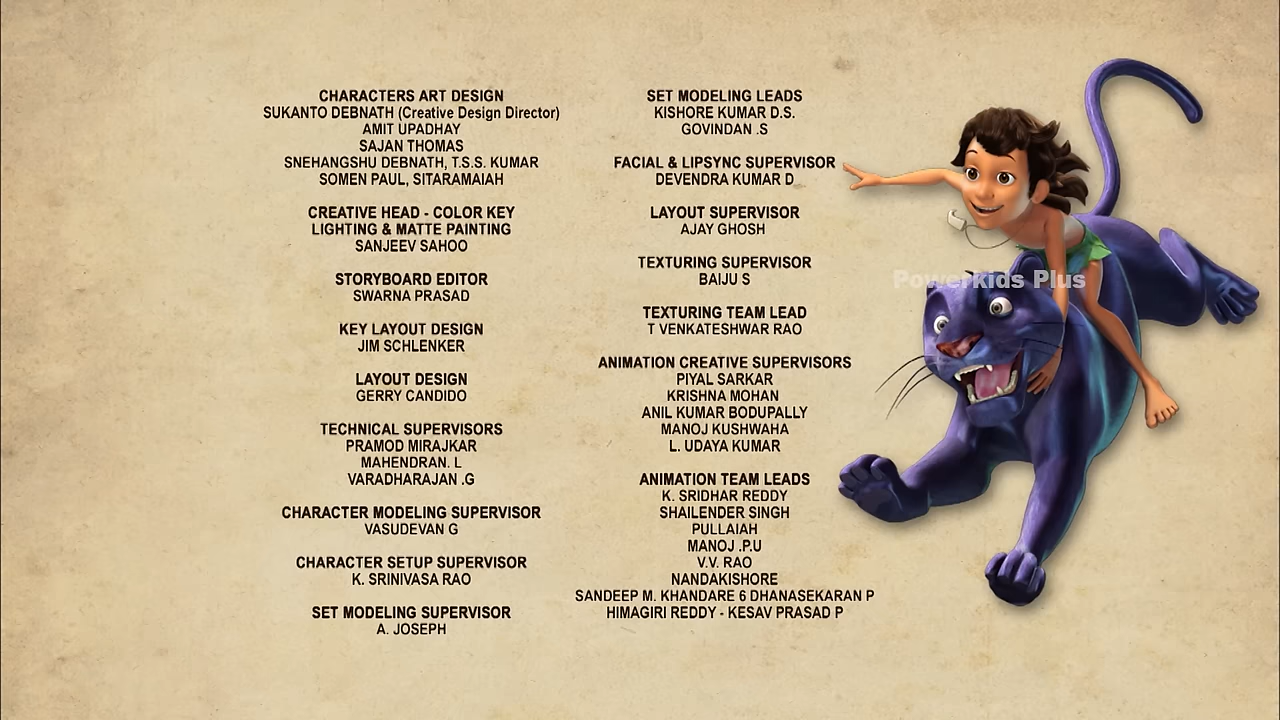 CHARACTERS ART DESIGN
SUKANTO DEBNATH (Creative Design Director)
AMIT UPADHAY
SAJAN THOMAS
SNEHANGSHU DEBNATH, T.S.S. KUMAR
SOMEN PAUL, SITARAMAIAH
CREATIVE HEAD - COLOR KEY
LIGHTING & MATTE PAINTING
SANJEEV SAHOO
STORYBOARD EDITOR
SWARNA PRASAD
KEY LAYOUT DESIGN
JIM SCHLENKER
LAYOUT DESIGN
GERRY CANDIDO
TECHNICAL SUPERVISORS
PRAMOD MIRAJKAR
MAHENDRAN. L
VARADHARAJAN .G
CHARACTER MODELING SUPERVISOR
VASUDEVAN G
CHARACTER SETUP SUPERVISOR
K. SRINIVASA RAO
SET MODELING SUPERVISOR
A. JOSEPH
SET MODELING LEADS
KISHORE KUMAR D.S.
GOVINDAN .S
FACIAL & LIPSYNC SUPERVISOR
DEVENDRA KUMAR D
LAYOUT SUPERVISOR
AJAY GHOSH
TEXTURING SUPERVISOR
BAIJU S
TEXTURING TEAM LEAD
T VENKATESHWAR RAO
ANIMATION CREATIVE SUPERVISORS
PIYAL SARKAR
KRISHNA MOHAN
ANIL KUMAR BODUPALLY
MANOJ KUSHWAHA
L. UDAYA KUMAR
ANIMATION TEAM LEADS
K. SRIDHAR REDDY
SHAILENDER SINGH
PULLAIAH
MANOJ .P.U
V.V. RAO
NANDAKISHORE
SANDEEP M. KHANDARE 6 DHANASEKARAN P
HIMAGIRI REDDY - KESAV PRASAD P
Powerkids Plus